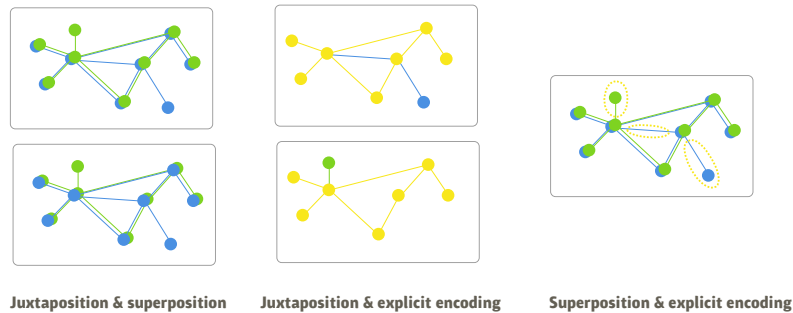 Juxtaposition & superposition
Juxtaposition & explicit encoding
Superposition & explicit encoding